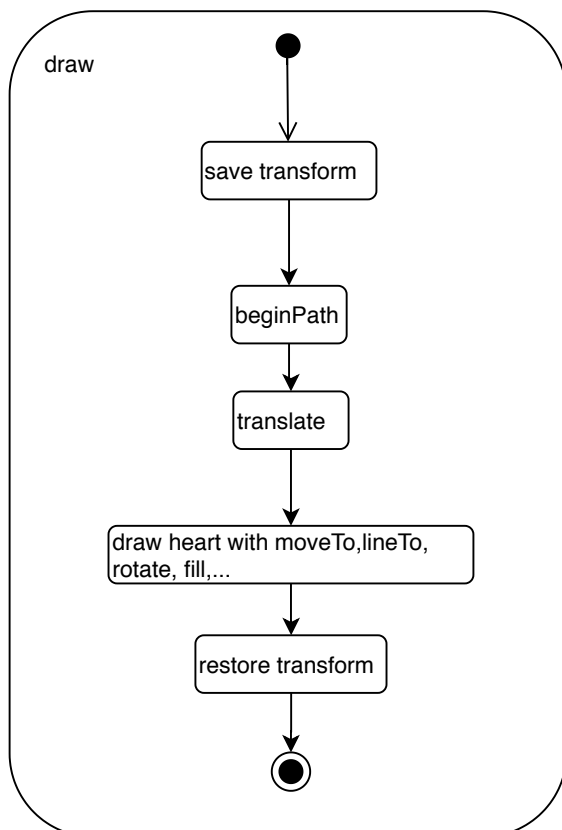 draw
save transform
beginPath
translate
draw heart with moveTo,lineTo,
rotate, fill,...
restore transform